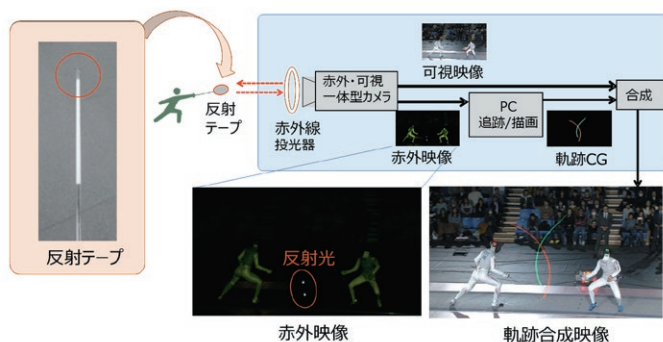 反射テープ
反射
テープ
赤外線
投光器
赤外・可視
一体型カメラ
可視映像
赤外映像
PC
追跡/描画
軌跡CG
合成
反射光
赤外映像
軌跡合成映像